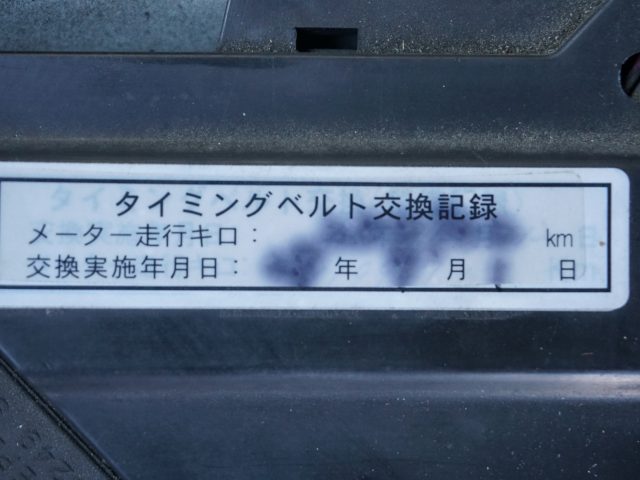 タイミングベルト交換記録
メーター走行キロ： km
交換実施年月日： 年 月 日